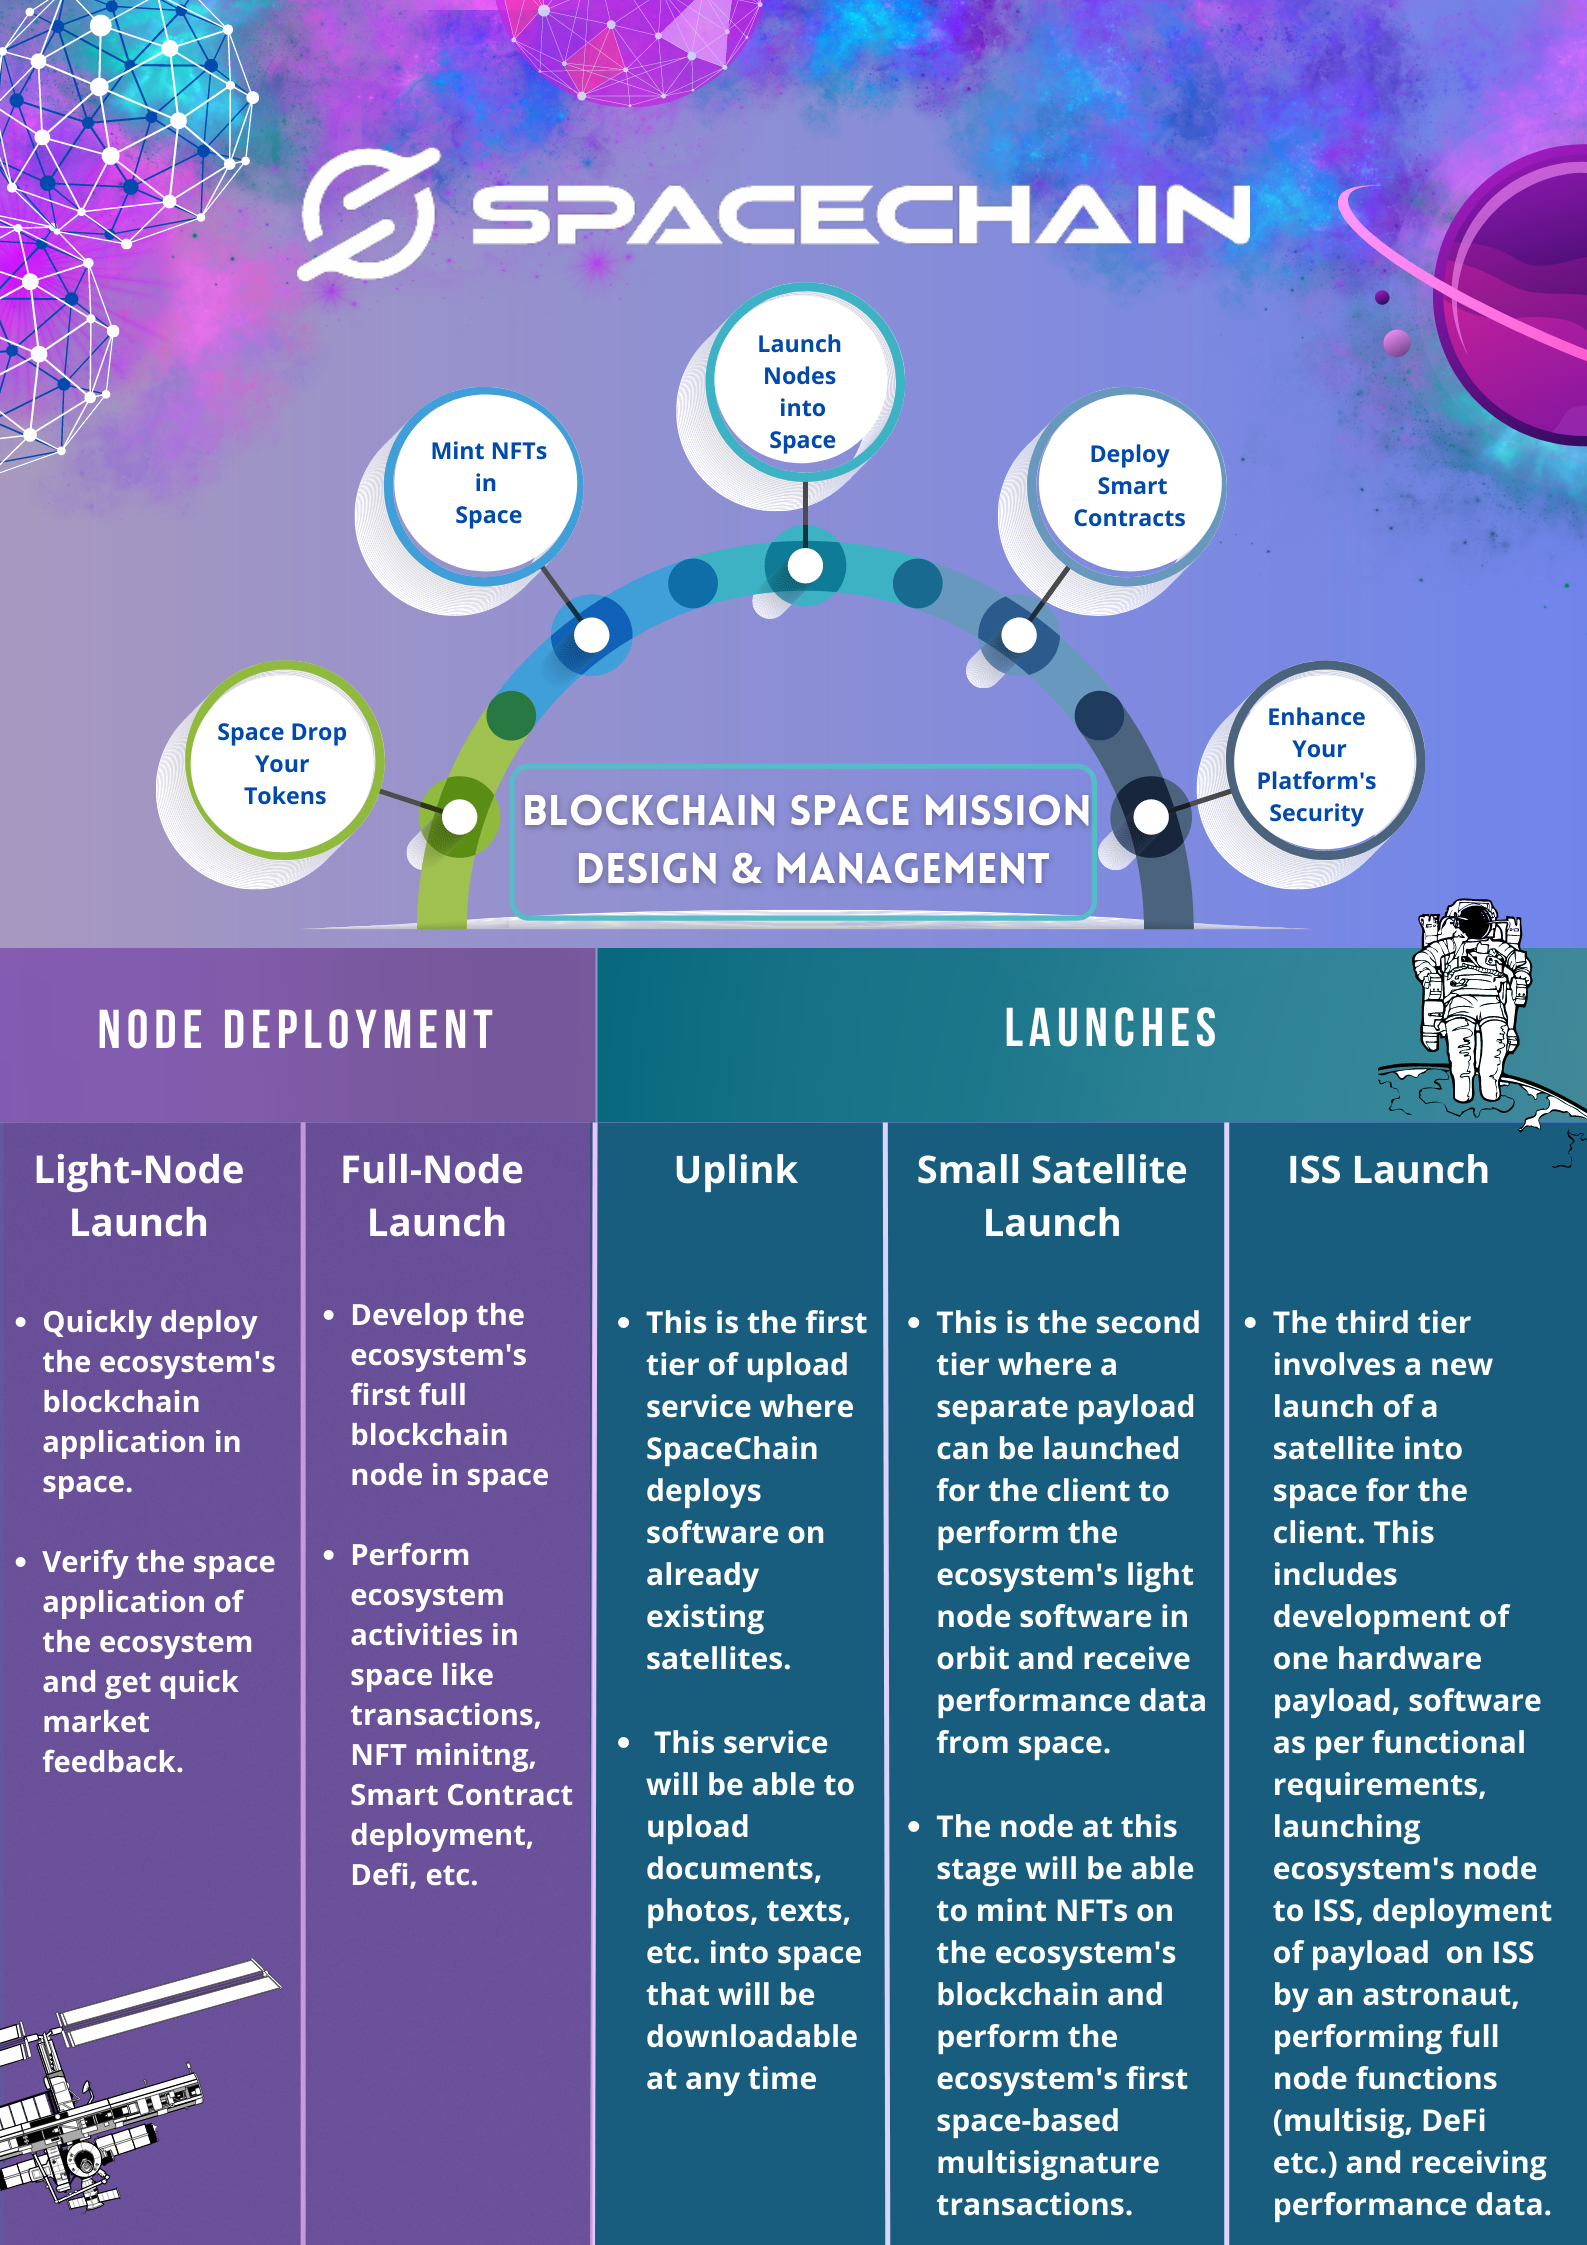 SPACECHAIN
Launch
Nodes
into
Space
Mint NFTs
in
Space
Deploy
Smart
Contracts
Space Drop
Your
Tokens
Enhance
Your
Platform's
Security
BLOCKCHAIN SPACE MISSION
DESIGN & MANAGEMENT
NODE DEPLOYMENT
LAUNCHES
Light-Node
Launch
• Quickly deploy
the ecosystem's
blockchain
application in
space.
• Verify the space
application of
the ecosystem
and get quick
market
feedback.
Full-Node
Launch
• Develop the
ecosystem's
first full
blockchain
node in space
• Perform
ecosystem
activities in
space like
transactions,
NFT minitng,
Smart Contract
deployment,
Defi, etc.
Uplink
• This is the first
tier of upload
service where
SpaceChain
deploys
software on
already
existing
satellites.
• This service
will be able to
upload
documents,
photos, texts,
etc. into space
that will be
downloadable
at any time
Small Satellite
Launch
• This is the second
tier where a
separate payload
can be launched
for the client to
perform the
ecosystem's light
node software in
orbit and receive
performance data
from space.
• The node at this
stage will be able
to mint NFTs on
the ecosystem's
blockchain and
perform the
ecosystem's first
space-based
multisignature
transactions.
ISS Launch
• The third tier
involves a new
launch of a
satellite into
space for the
client. This
includes
development of
one hardware
payload, software
as per functional
requirements,
launching
ecosystem's node
to ISS, deployment
of payload on ISS
by an astronaut,
performing full
node functions
(multisig, DeFi
etc.) and receiving
performance data.